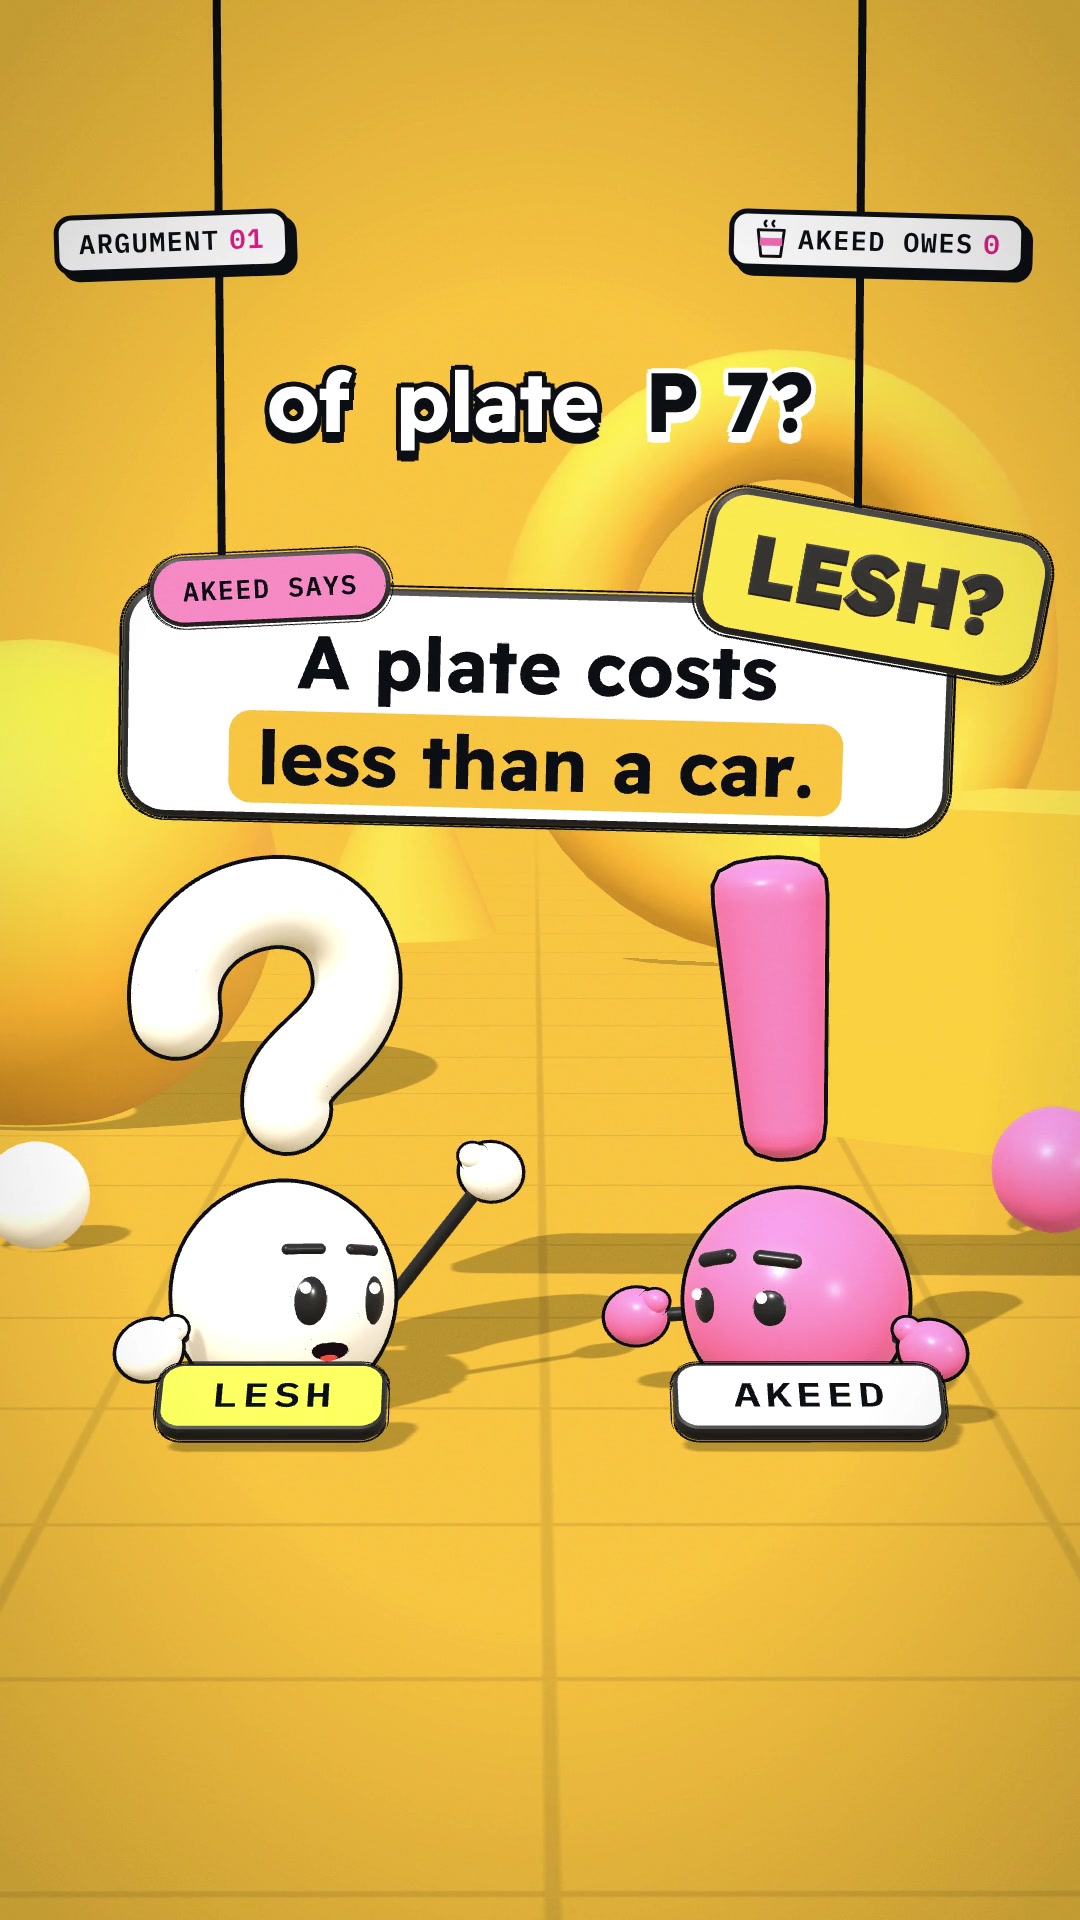 ARGUMENT 01
AKEED OWES 0
of plate P 7?
LESH?
AKEED SAYS
A plate costs
less than a car.
LESH
AKEED